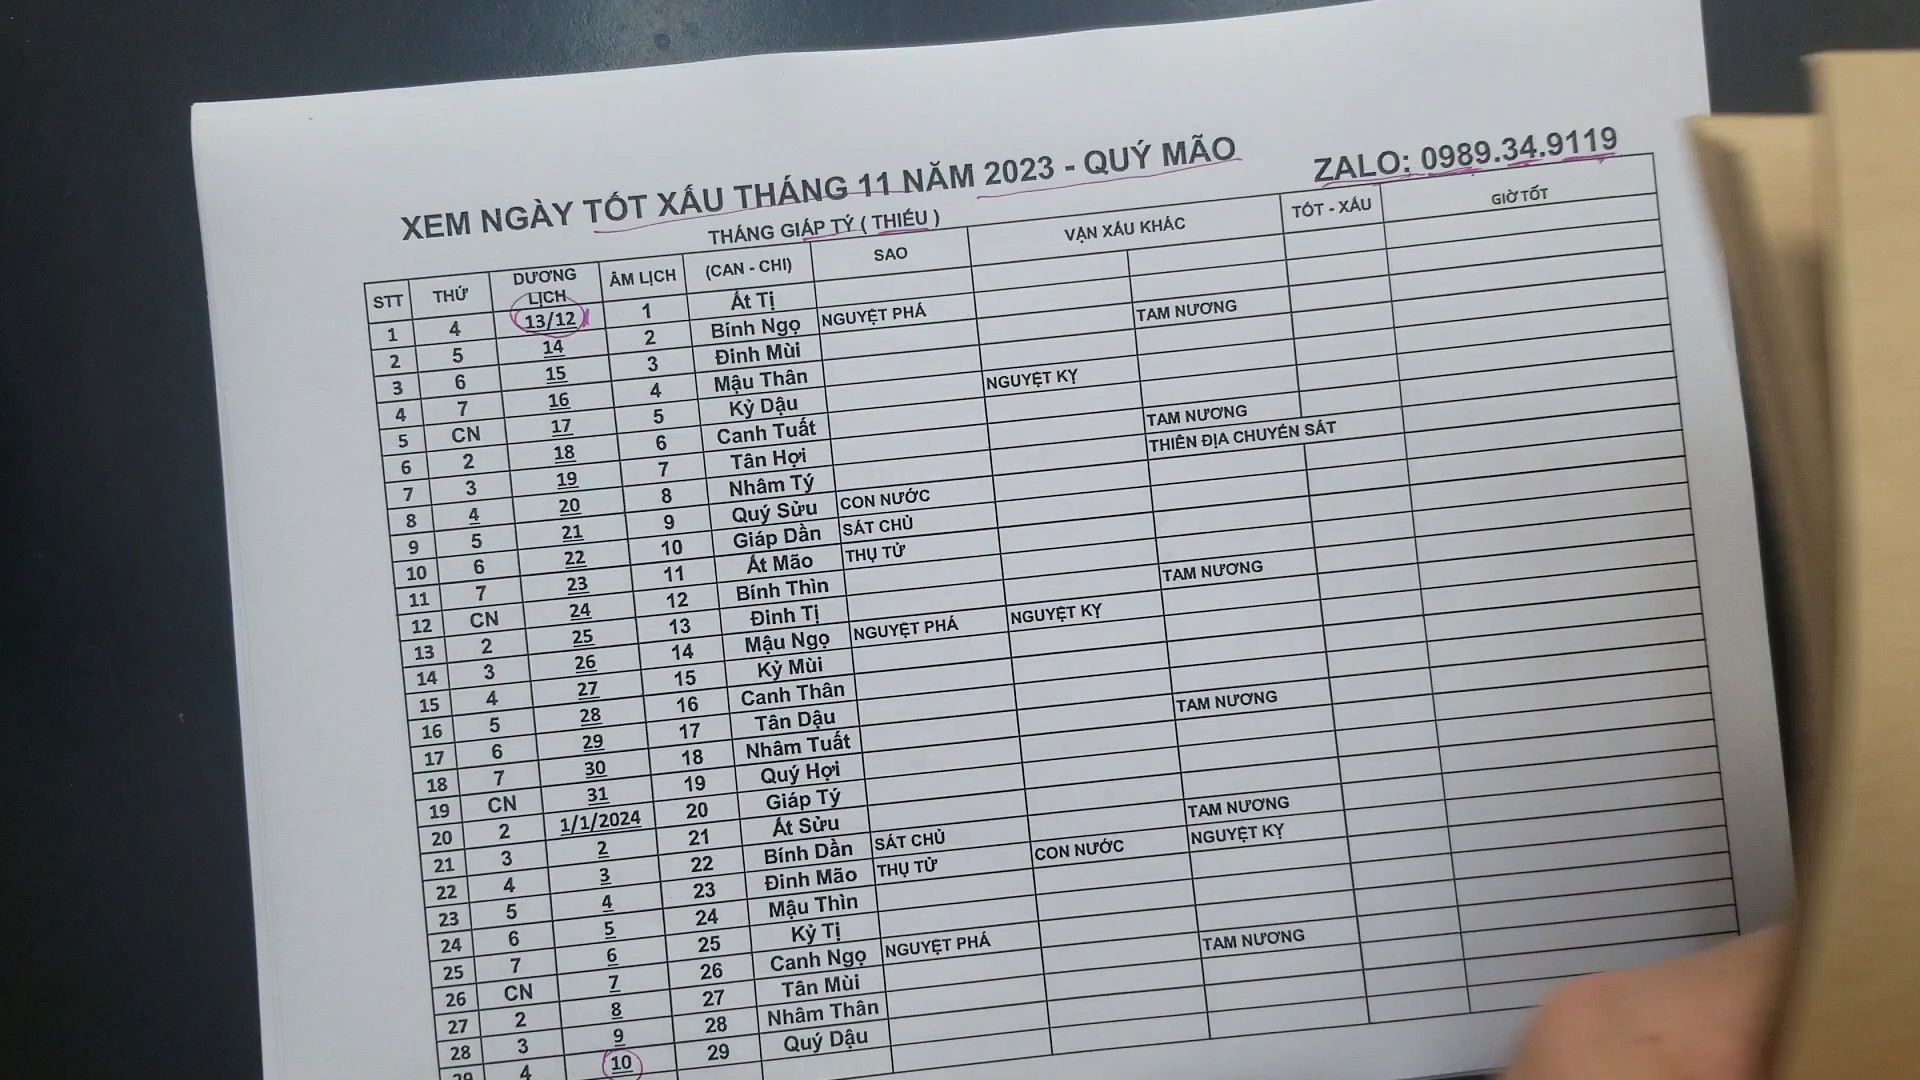 XEM NGÀY TỐT XẤU THÁNG 11 NĂM 2023 - QUÝ MÃO
ZALO: 0989.34.9119
THÁNG GIÁP TÝ ( THIẾU )
STT THỨ DƯƠNG LỊCH ÂM LỊCH (CAN - CHI) SAO VẠN XẤU KHÁC TỐT - XẤU GIỜ TỐT
1 4 13/12 1 Ất Tị
2 5 14 2 Bính Ngọ NGUYỆT PHÁ
3 6 15 3 Đinh Mùi TAM NƯƠNG
4 7 16 4 Mậu Thân
5 CN 17 5 Kỷ Dậu NGUYỆT KỴ
6 2 18 6 Canh Tuất
7 3 19 7 Tân Hợi TAM NƯƠNG
8 4 20 8 Nhâm Tý THIÊN ĐỊA CHUYỂN SÁT
9 5 21 9 Quý Sửu CON NƯỚC
10 6 22 10 Giáp Dần SÁT CHỦ
11 7 23 11 Ất Mão THỤ TỬ
12 CN 24 12 Bính Thìn
13 2 25 13 Đinh Tị TAM NƯƠNG
14 3 26 14 Mậu Ngọ NGUYỆT PHÁ NGUYỆT KỴ
15 4 27 15 Kỷ Mùi
16 5 28 16 Canh Thân
17 6 29 17 Tân Dậu
18 7 30 18 Nhâm Tuất TAM NƯƠNG
19 CN 31 19 Quý Hợi
20 2 1/1/2024 20 Giáp Tý
21 3 2 21 Ất Sửu
22 4 3 22 Bính Dần SÁT CHỦ TAM NƯƠNG
23 5 4 23 Đinh Mão THỤ TỬ CON NƯỚC NGUYỆT KỴ
24 6 5 24 Mậu Thìn
25 7 6 25 Kỷ Tị
26 CN 7 26 Canh Ngọ NGUYỆT PHÁ
27 2 8 27 Tân Mùi TAM NƯƠNG
28 3 9 28 Nhâm Thân
29 4 10 29 Quý Dậu